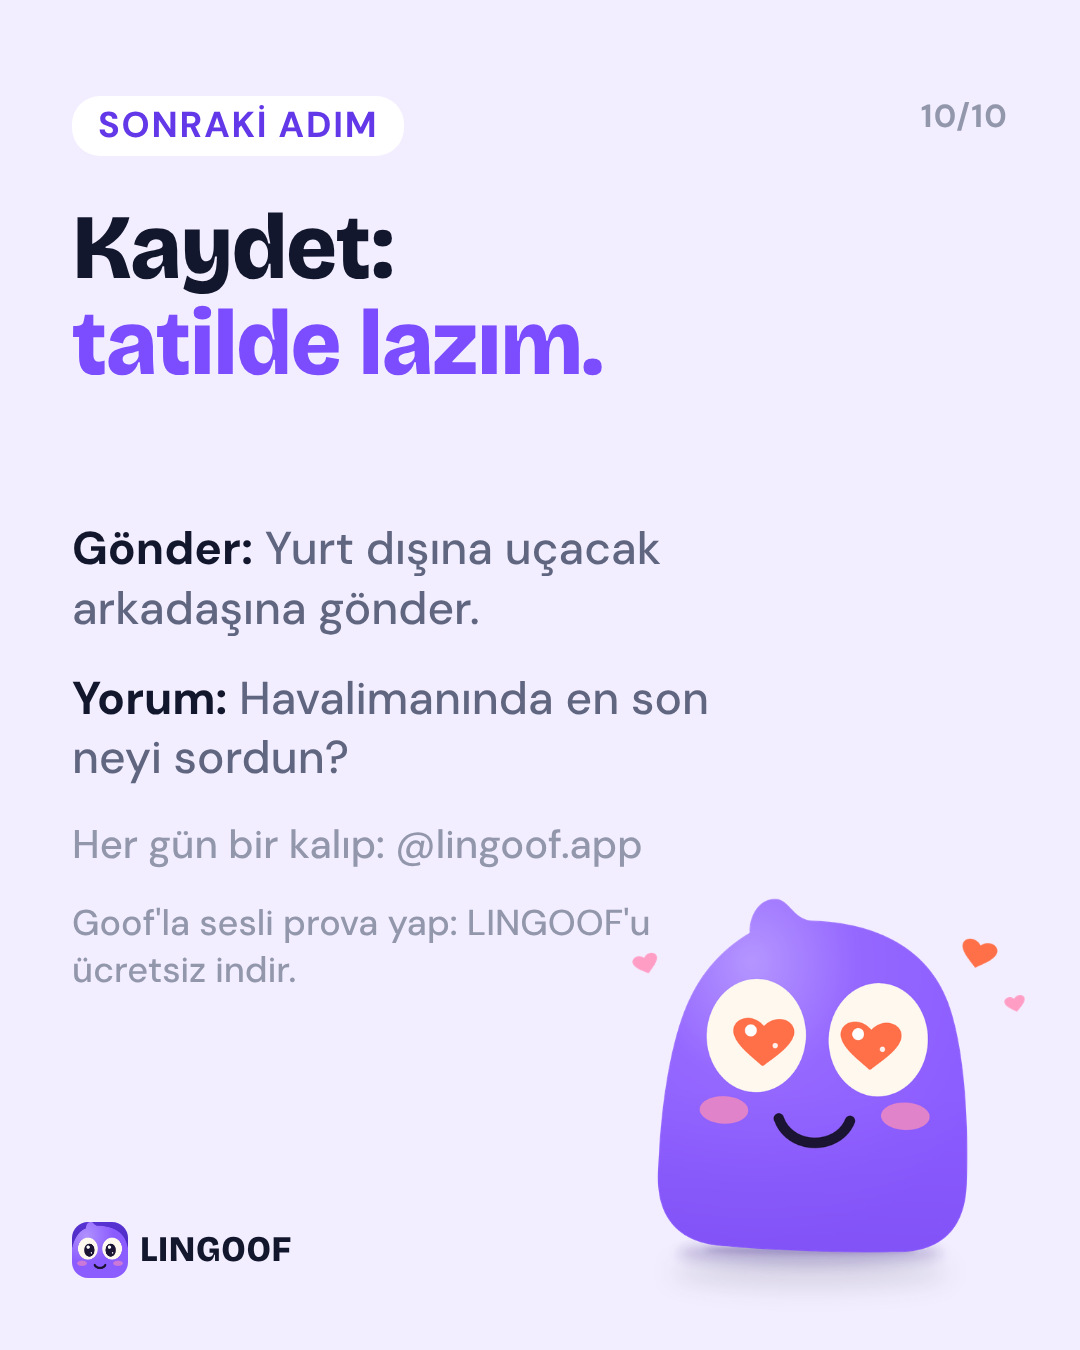 SONRAKİ ADIM
10/10
Kaydet:
tatilde lazım.
Gönder: Yurt dışına uçacak
arkadaşına gönder.
Yorum: Havalimanında en son
neyi sordun?
Her gün bir kalıp: @lingoof.app
Goof'la sesli prova yap: LINGOOF'u
ücretsiz indir.
LINGOOF